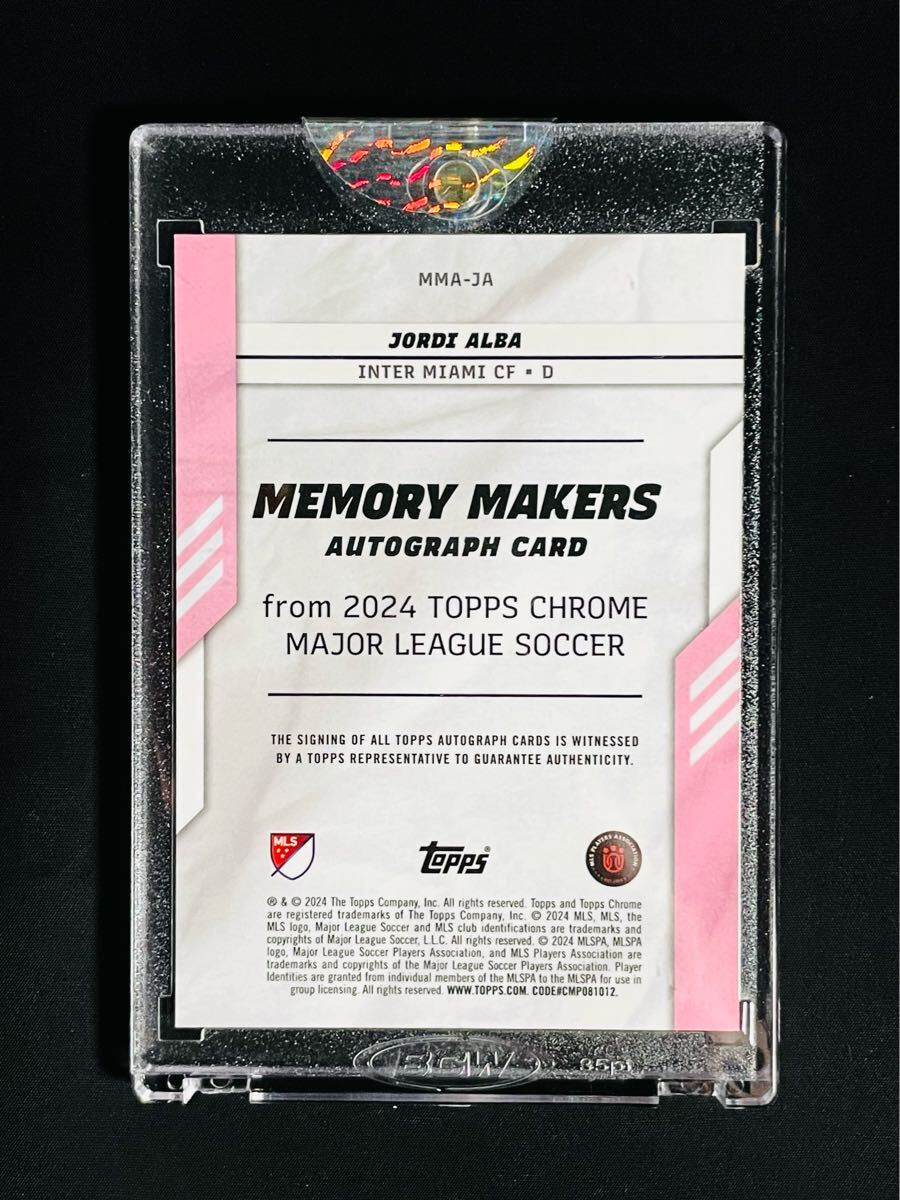 MMA-JA
JORDI ALBA
INTER MIAMI CF ▪ D
MEMORY MAKERS
AUTOGRAPH CARD
from 2024 TOPPS CHROME
MAJOR LEAGUE SOCCER
THE SIGNING OF ALL TOPPS AUTOGRAPH CARDS IS WITNESSED
BY A TOPPS REPRESENTATIVE TO GUARANTEE AUTHENTICITY.
MLS
topps®
MLS PLAYERS ASSOCIATION
® & © 2024 The Topps Company, Inc. All rights reserved. Topps and Topps Chrome
are registered trademarks of The Topps Company, Inc. © 2024 MLS, MLS, the
MLS logo, Major League Soccer and MLS club identifications are trademarks and
copyrights of Major League Soccer, L.L.C. All rights reserved. © 2024 MLSPA, MLSPA
logo, Major League Soccer Players Association, and MLS Players Association are
trademarks and copyrights of the Major League Soccer Players Association. Player
Identities are granted from individual members of the MLSPA to the MLSPA for use in
group licensing. All rights reserved. WWW.TOPPS.COM. CODE#CMP081012.
BCW 35pt